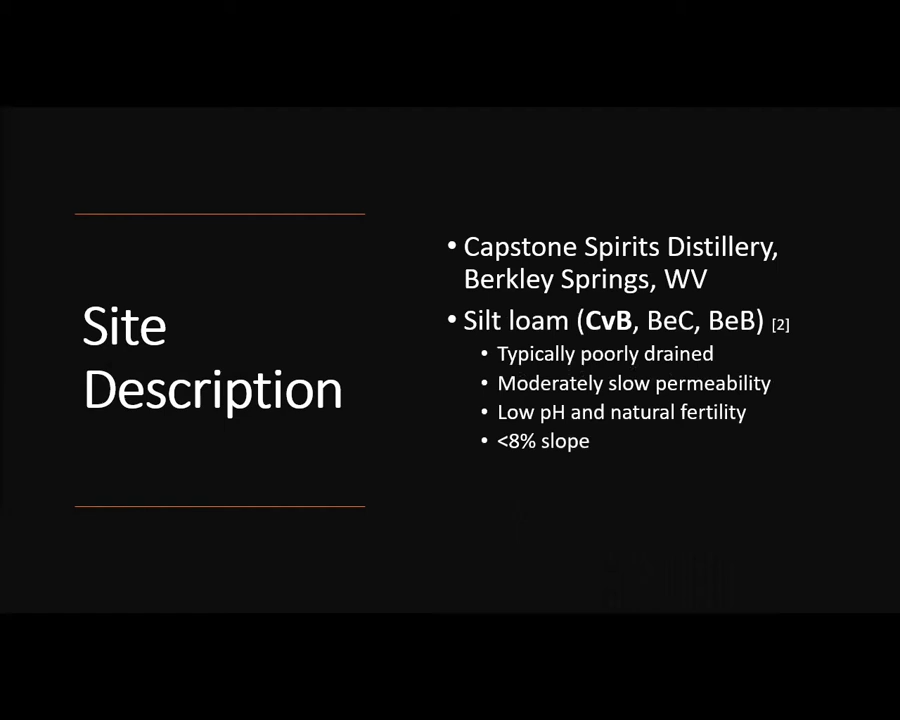 Site
Description
• Capstone Spirits Distillery,
Berkley Springs, WV
• Silt loam (CvB, BeC, BeB) [2]
• Typically poorly drained
• Moderately slow permeability
• Low pH and natural fertility
• <8% slope